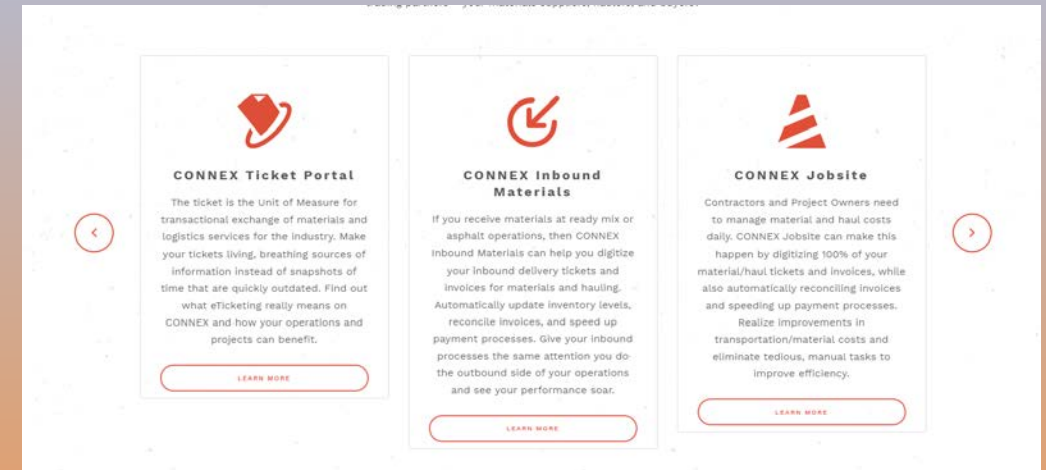 CONNEX Ticket Portal
The ticket is the Unit of Measure for
transactional exchange of materials and
logistics services for the industry. Make
your tickets living, breathing sources of
information instead of snapshots of
time that are quickly outdated. Find out
what eTicketing really means on
CONNEX and how your operations and
projects can benefit.
LEARN MORE
CONNEX Inbound
Materials
If you receive materials at ready mix or
asphalt operations, then CONNEX
Inbound Materials can help you digitize
your inbound delivery tickets and
invoices for materials and hauling.
Automatically update inventory levels,
reconcile invoices, and speed up
payment processes. Give your inbound
processes the same attention you do
the outbound side of your operations
and see your performance soar.
LEARN MORE
CONNEX Jobsite
Contractors and Project Owners need
to manage material and haul costs
daily. CONNEX Jobsite can make this
happen by digitizing 100% of your
material/haul tickets and invoices, while
also automatically reconciling invoices
and speeding up payment processes.
Realize improvements in
transportation/material costs and
eliminate tedious, manual tasks to
improve efficiency.
LEARN MORE